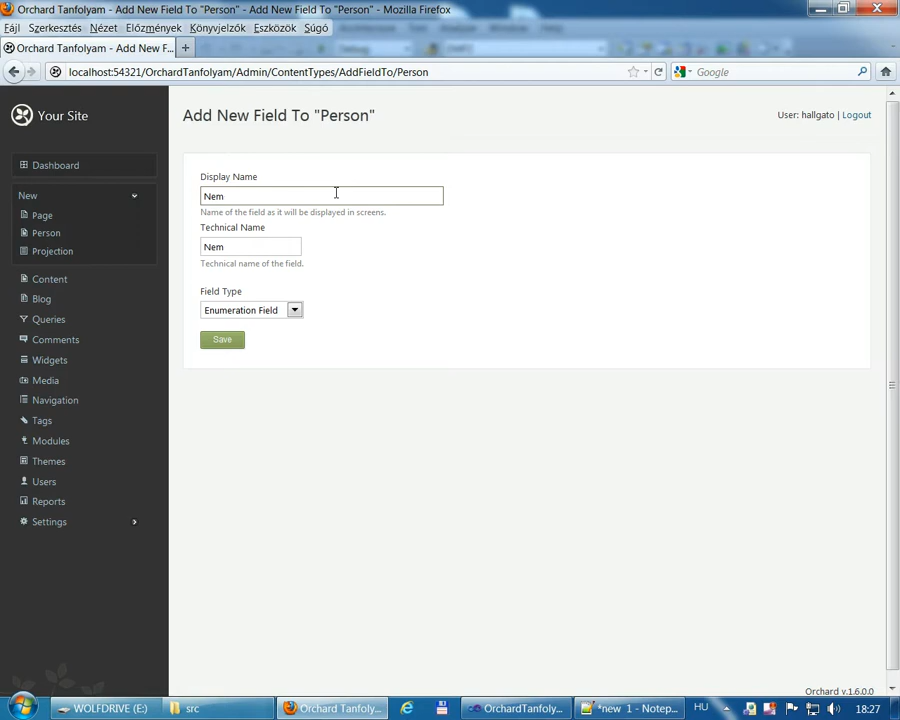 Orchard Tanfolyam - Add New Field To "Person" - Add New Field To "Person" - Mozilla Firefox
Fájl Szerkesztés Nézet Előzmények Könyvjelzők Eszközök Súgó
Orchard Tanfolyam - Add New F...
localhost:54321/OrchardTanfolyam/Admin/ContentTypes/AddFieldTo/Person
Google
Your Site
Add New Field To "Person"
User: hallgato | Logout
Dashboard
New
Page
Person
Projection
Content
Blog
Queries
Comments
Widgets
Media
Navigation
Tags
Modules
Themes
Users
Reports
Settings
Display Name
Nem
Name of the field as it will be displayed in screens.
Technical Name
Nem
Technical name of the field.
Field Type
Enumeration Field
Save
Orchard v.1.6.0.0
WOLFDRIVE (E:)
src
Orchard Tanfoly...
OrchardTanfoly...
*new 1 - Notep...
HU
18:27